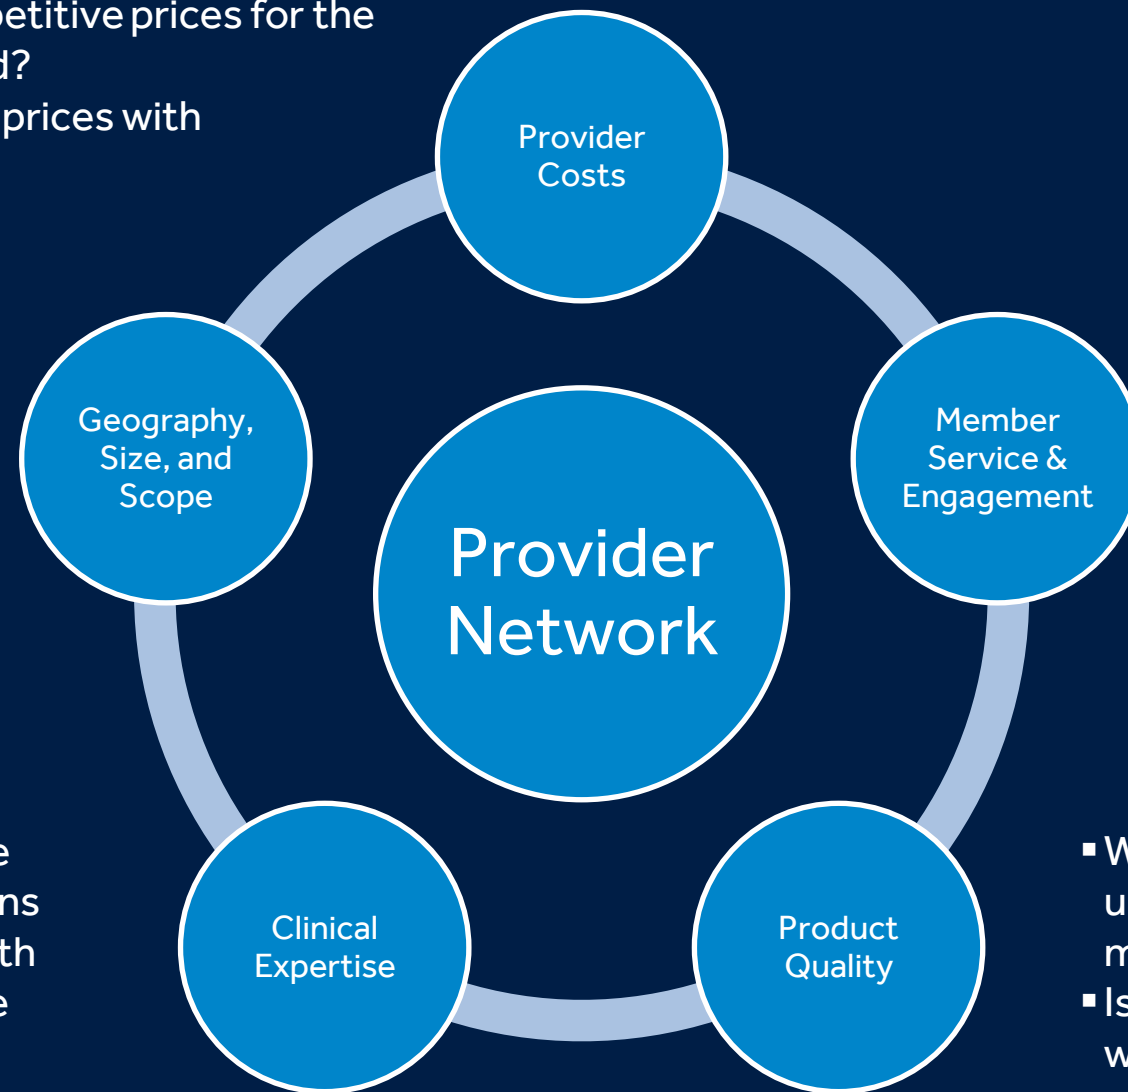 petitive prices for the
d?
prices with
Provider
Costs
Geography,
Size, and
Scope
Member
Service &
Engagement
Provider
Network
Clinical
Expertise
Product
Quality
e
ns
th
e
▪ W
u
m
▪ Is
w